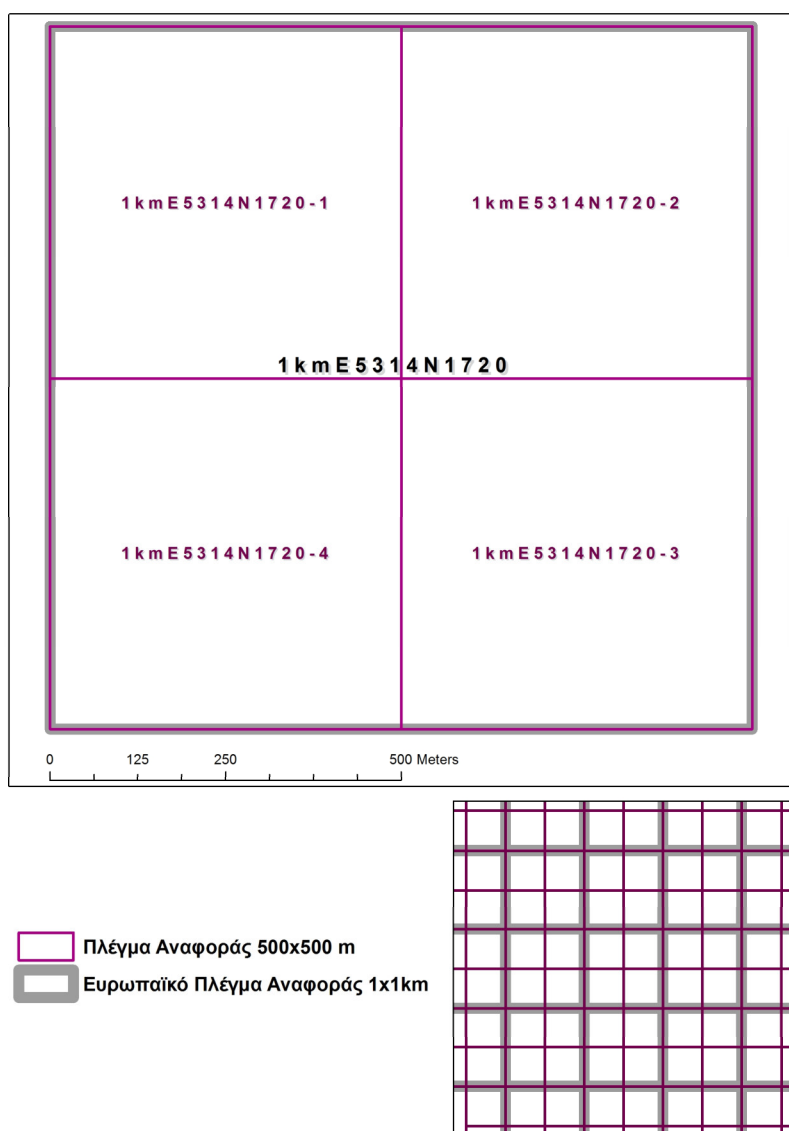 1kmE5314N1720-1
1kmE5314N1720-2
1kmE5314N1720
1kmE5314N1720-4
1kmE5314N1720-3
0 125 250 500 Meters
Πλέγμα Αναφοράς 500x500 m
Ευρωπαϊκό Πλέγμα Αναφοράς 1x1km